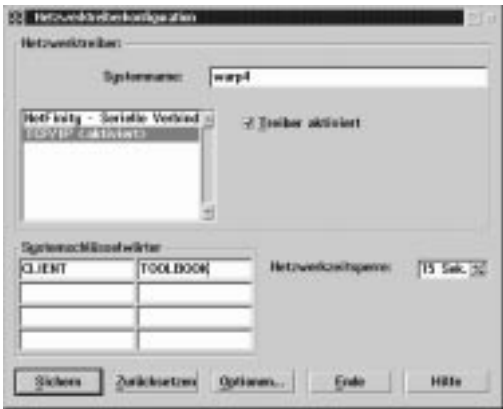 Netzwerktreiberkonfiguration
Netzwerktreiber:
Systemname: warp4
NetFinity - Serielle Verbind
TCP/IP (aktiviert)
Treiber aktiviert
Systemschlüsselwörter
CLIENT TOOLBOOK
Netzwerkzeitsperre: 15 Sek.
Sichern Zurücksetzen Optionen... Ende Hilfe